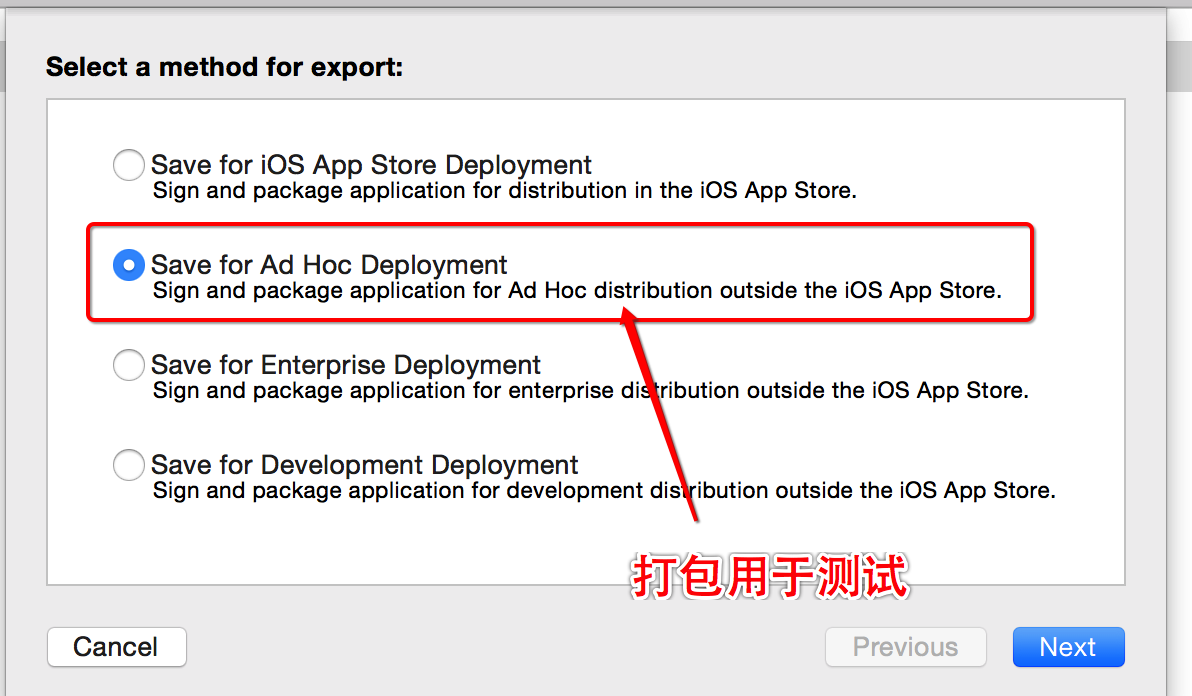 Select a method for export:
Save for iOS App Store Deployment
Sign and package application for distribution in the iOS App Store.
Save for Ad Hoc Deployment
Sign and package application for Ad Hoc distribution outside the iOS App Store.
Save for Enterprise Deployment
Sign and package application for enterprise distribution outside the iOS App Store.
Save for Development Deployment
Sign and package application for development distribution outside the iOS App Store.
打包用于测试
Cancel
Previous
Next